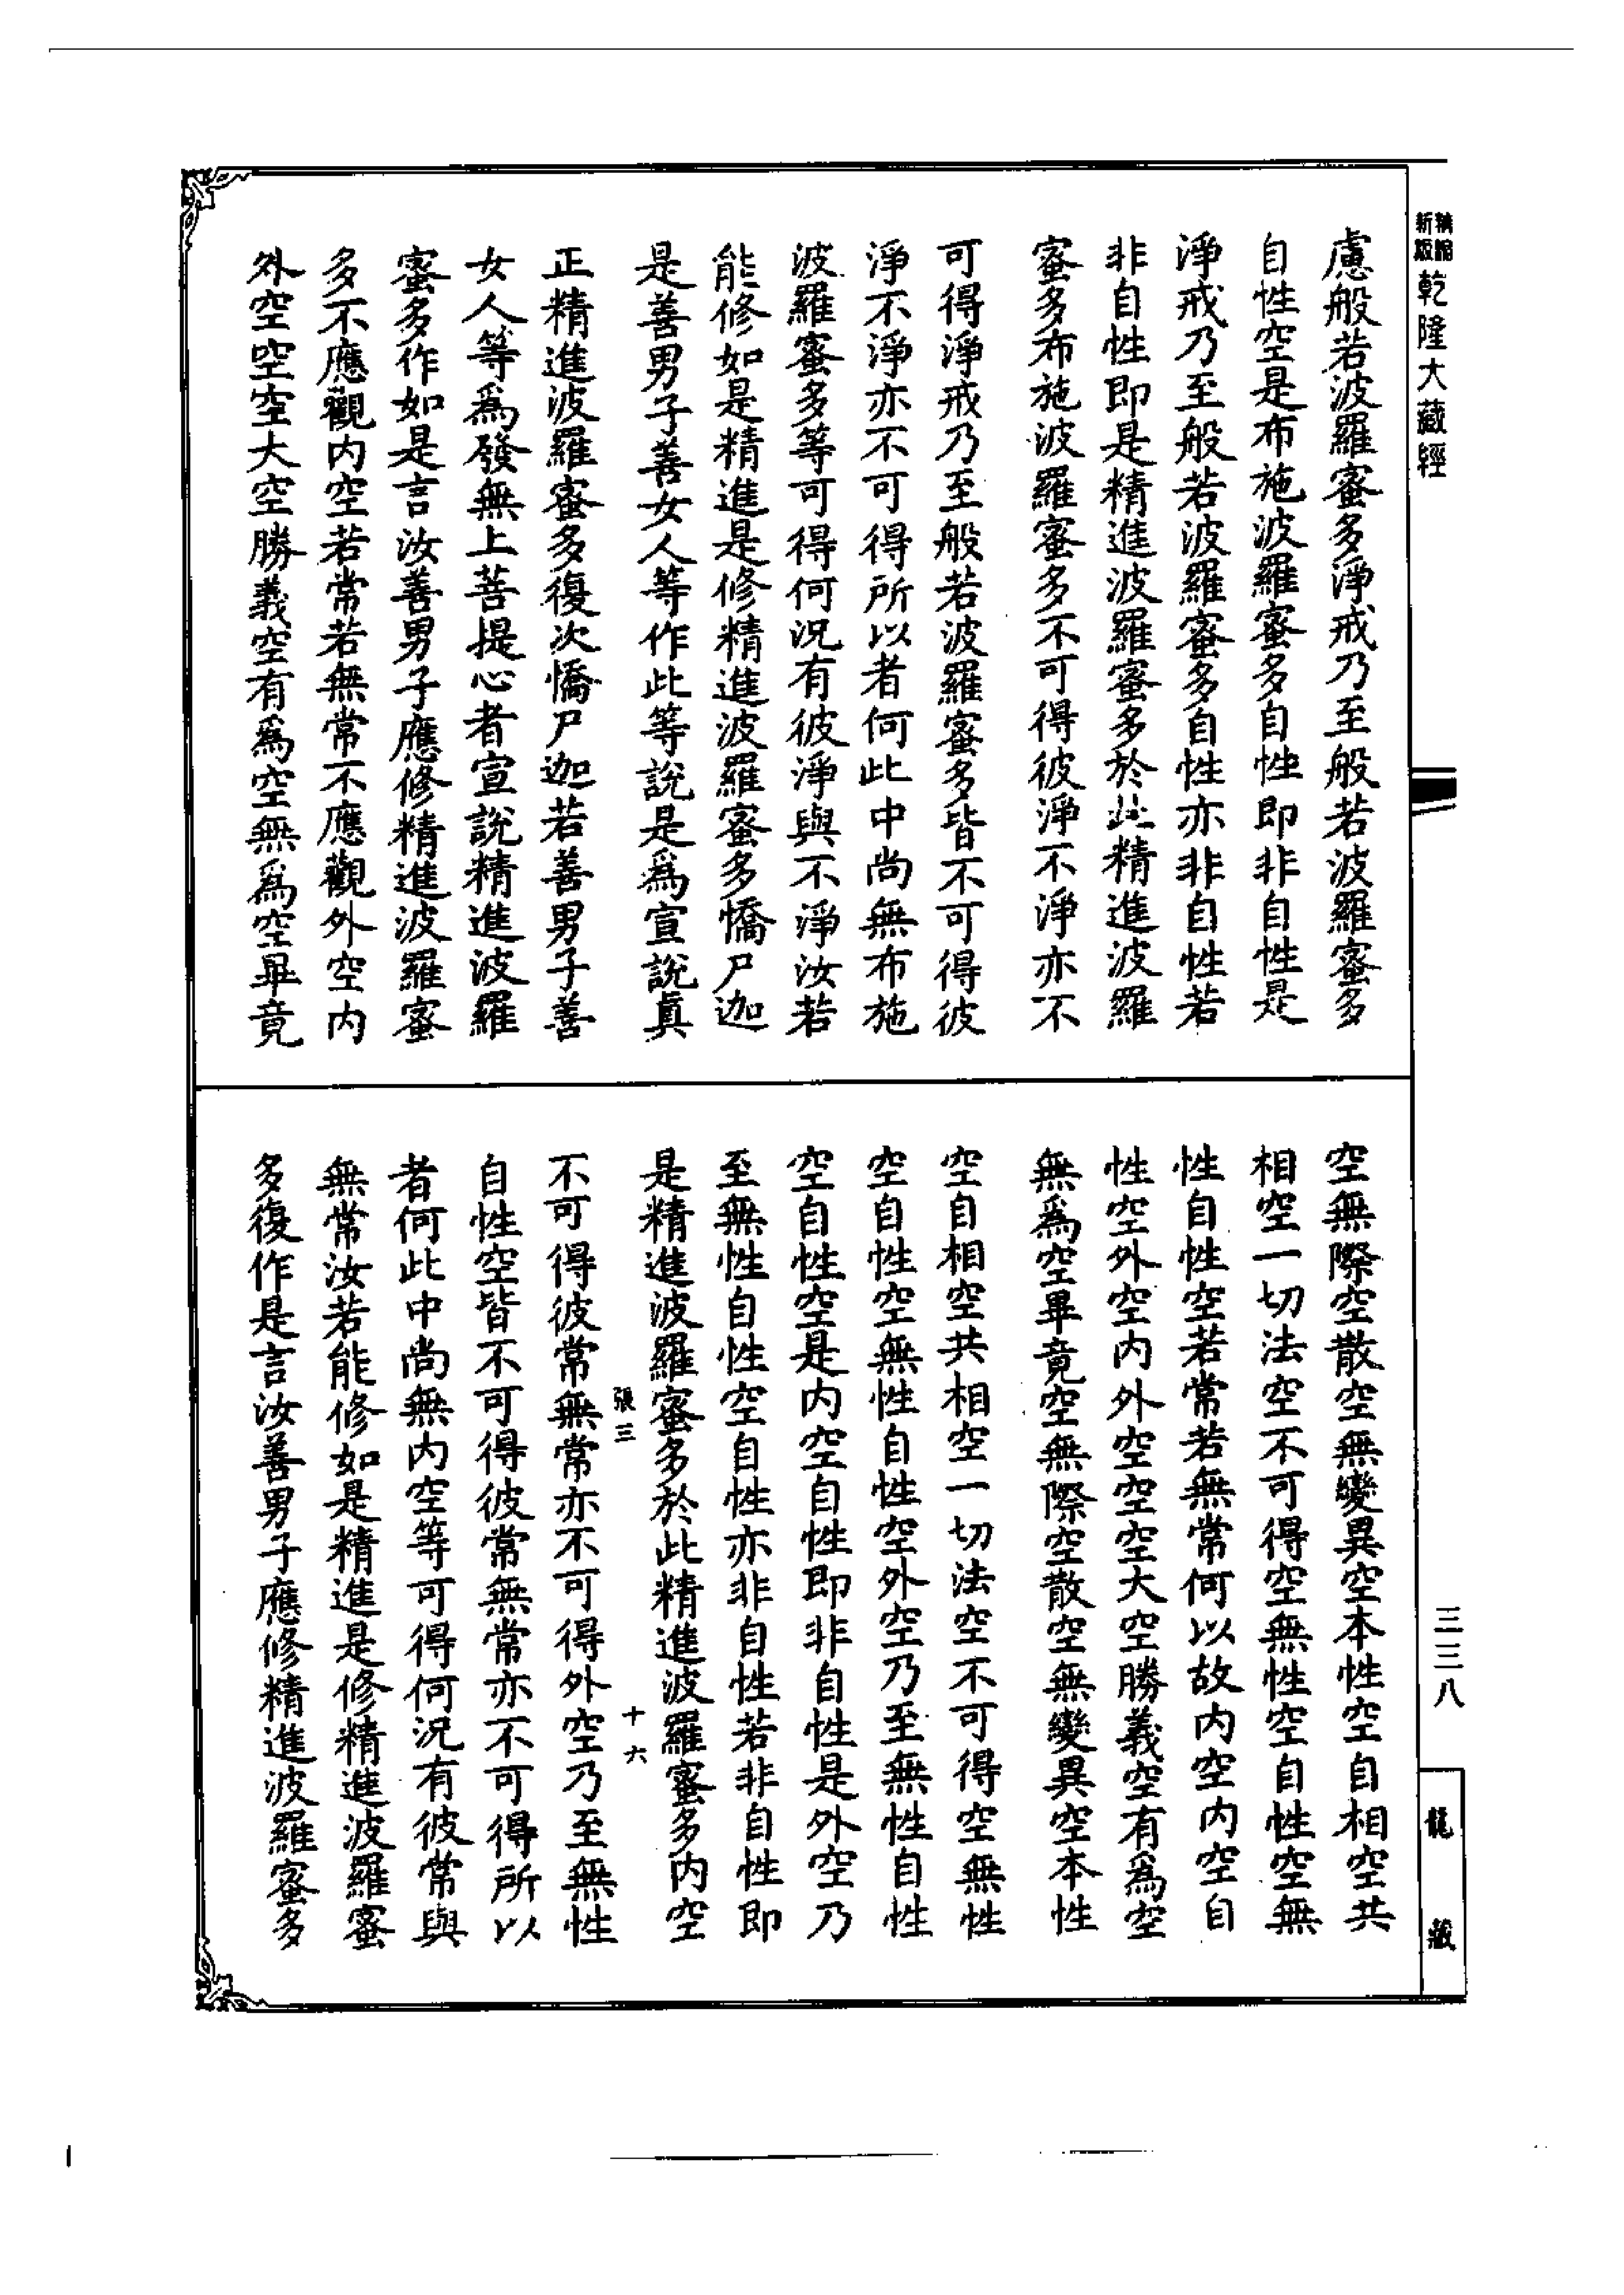 新版
精縮
乾隆大藏經
慮般若波羅蜜多淨戒乃至般若波羅蜜多
自性空是布施波羅蜜多自性即非自性是
淨戒乃至般若波羅蜜多自性亦非自性若
非自性即是精進波羅蜜多於此精進波羅
蜜多布施波羅蜜多不可得彼淨不淨亦不
可得淨戒乃至般若波羅蜜多皆不可得彼
淨不淨亦不可得所以者何此中尚無布施
波羅蜜多等可得何況有彼淨與不淨汝若
能修如是精進是修精進波羅蜜多憍尸迦
是善男子善女人等作此等說是爲宣說真
正精進波羅蜜多復次憍尸迦若善男子善
女人等爲發無上菩提心者宣說精進波羅
蜜多作如是言汝善男子應修精進波羅蜜
多不應觀内空若常若無常不應觀外空内
外空空空大空勝義空有爲空無爲空畢竟
空無際空散空無變異空本性空自相空共
相空一切法空不可得空無性空自性空無
性自性空若常若無常何以故内空内空自
性空外空内外空空空大空勝義空有爲空
無爲空畢竟空無際空散空無變異空本性
空自相空共相空一切法空不可得空無性
空自性空無性自性空外空乃至無性自性
空自性空是内空自性即非自性是外空乃
至無性自性空自性亦非自性若非自性即
是精進波羅蜜多於此精進波羅蜜多内空
張三 十六
不可得彼常無常亦不可得外空乃至無性
自性空皆不可得彼常無常亦不可得所以
者何此中尚無内空等可得何況有彼常與
無常汝若能修如是精進是修精進波羅蜜
多復作是言汝善男子應修精進波羅蜜多
三三八
龍藏